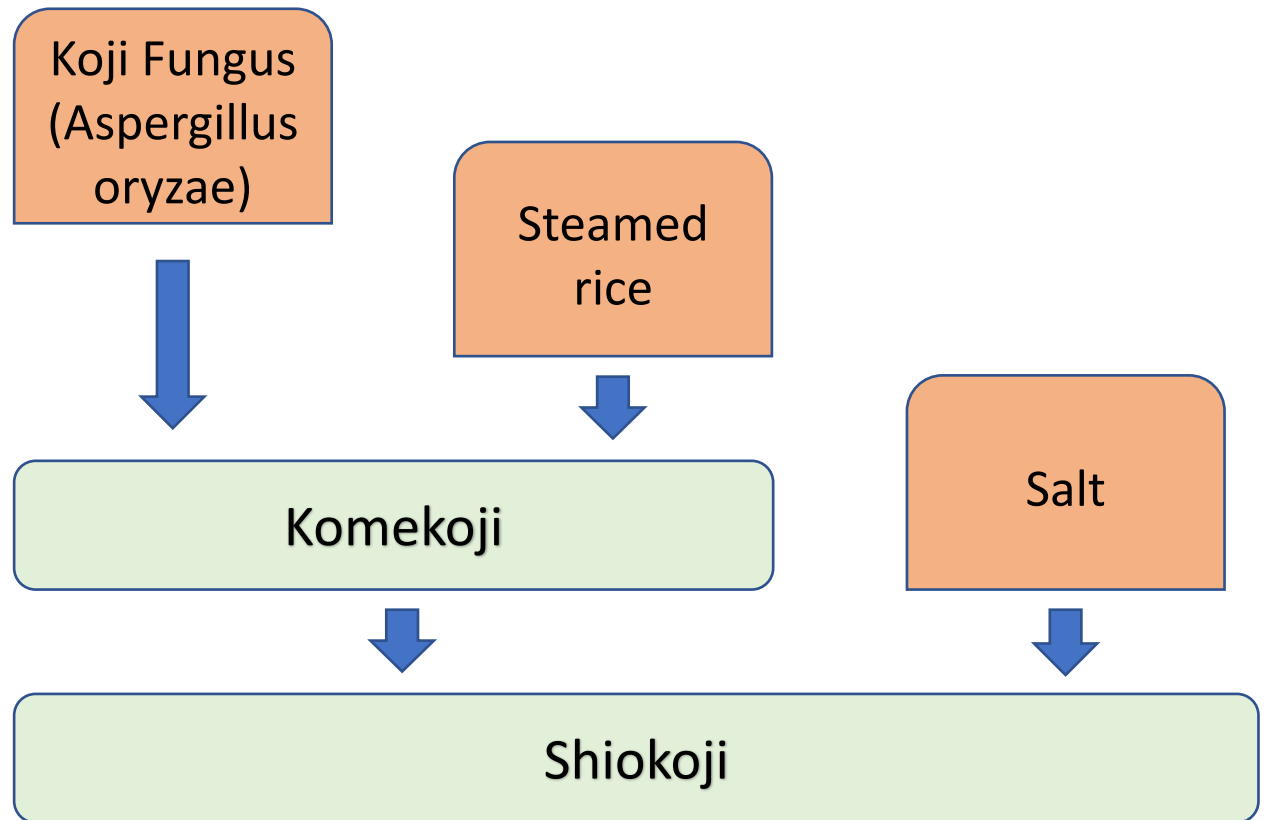 Koji Fungus
(Aspergillus
oryzae)
Steamed
rice
Salt
Komekoji
Shiokoji